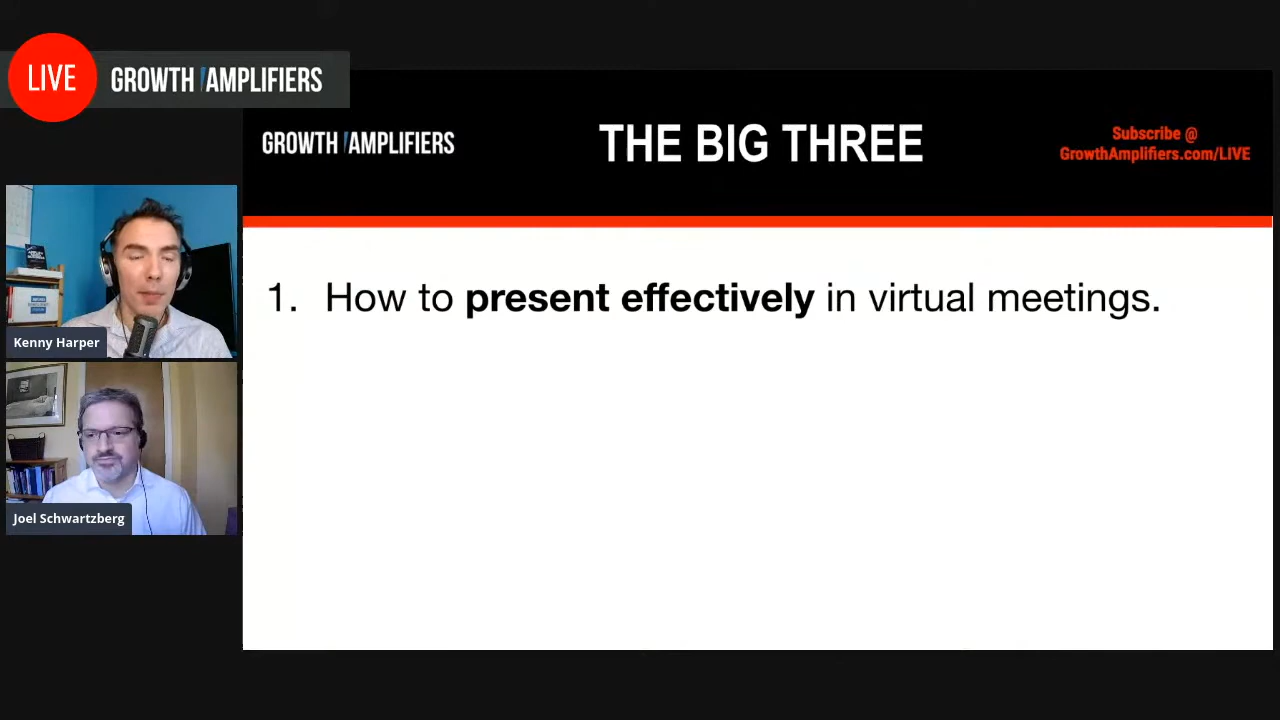 LIVE
GROWTH AMPLIFIERS
GROWTH AMPLIFIERS
THE BIG THREE
Subscribe @
GrowthAmplifiers.com/LIVE
1. How to present effectively in virtual meetings.
Kenny Harper
Joel Schwartzberg